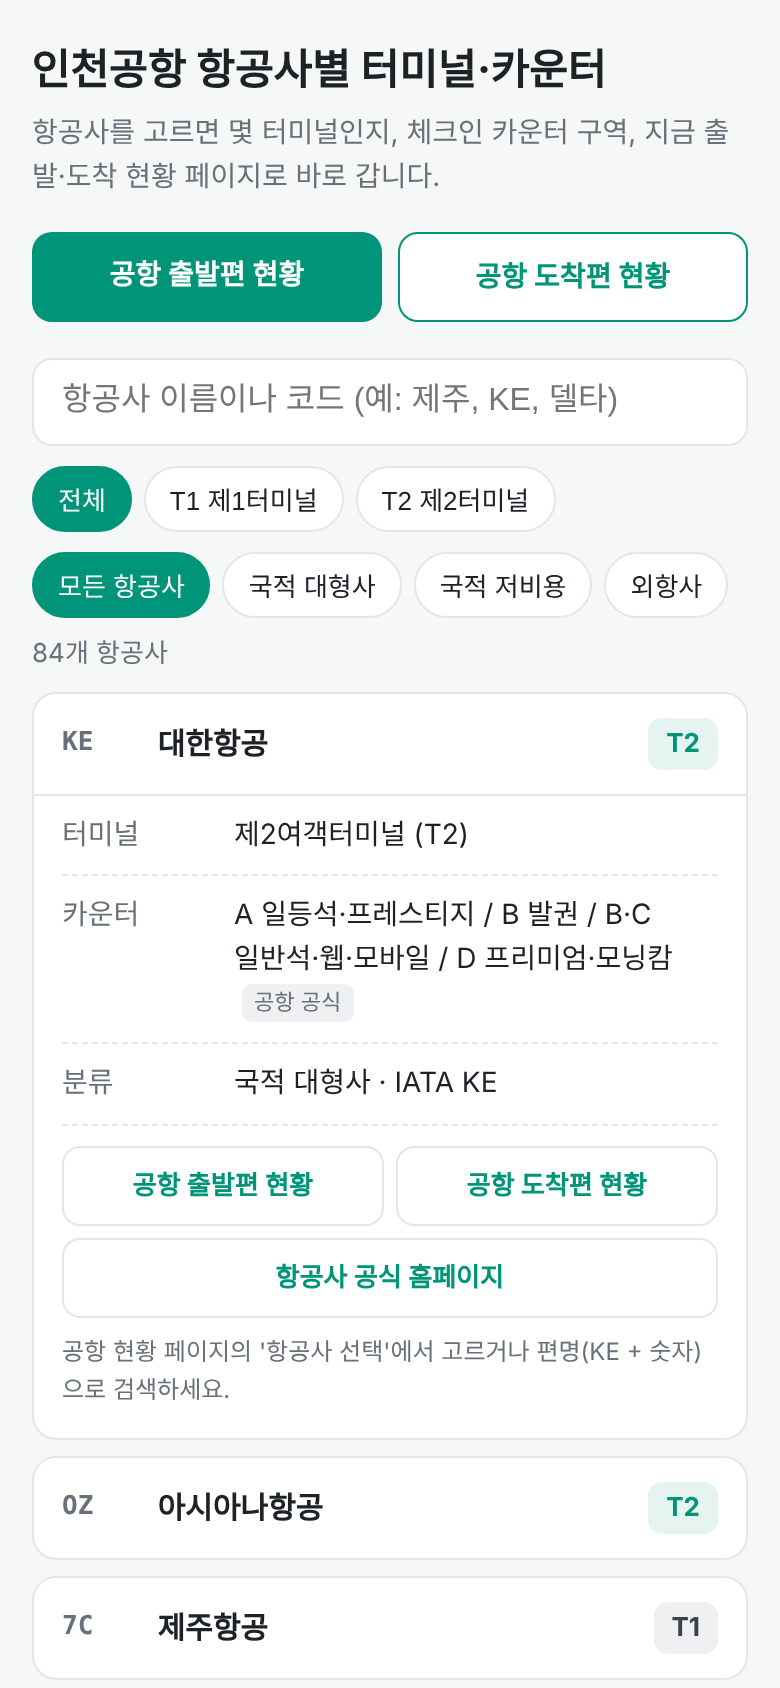 인천공항 항공사별 터미널·카운터
항공사를 고르면 몇 터미널인지, 체크인 카운터 구역, 지금 출
발·도착 현황 페이지로 바로 갑니다.
공항 출발편 현황
공항 도착편 현황
항공사 이름이나 코드 (예: 제주, KE, 델타)
전체
T1 제1터미널
T2 제2터미널
모든 항공사
국적 대형사
국적 저비용
외항사
84개 항공사
KE
대한항공
T2
터미널
제2여객터미널 (T2)
카운터
A 일등석·프레스티지 / B 발권 / B·C
일반석·웹·모바일 / D 프리미엄·모닝캄
공항 공식
분류
국적 대형사 · IATA KE
공항 출발편 현황
공항 도착편 현황
항공사 공식 홈페이지
공항 현황 페이지의 '항공사 선택'에서 고르거나 편명(KE + 숫자)
으로 검색하세요.
OZ
아시아나항공
T2
7C
제주항공
T1